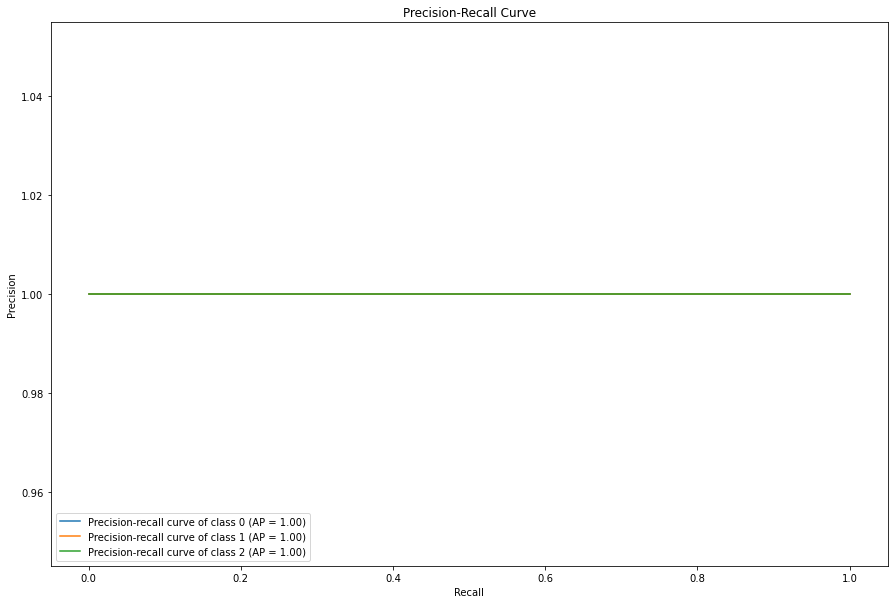 Precision-Recall Curve
1.04
1.02
1.00
0.98
0.96
Precision
Precision-recall curve of class 0 (AP = 1.00)
Precision-recall curve of class 1 (AP = 1.00)
Precision-recall curve of class 2 (AP = 1.00)
0.0 0.2 0.4 0.6 0.8 1.0
Recall